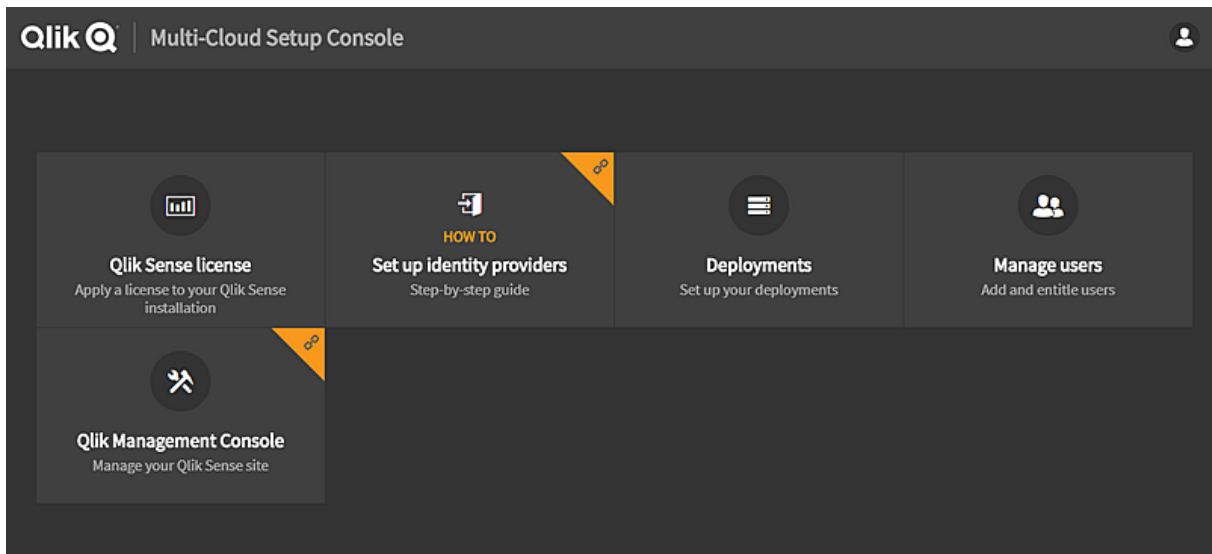 Qlik Multi-Cloud Setup Console
Qlik Sense license
Apply a license to your Qlik Sense
installation
HOW TO
Set up identity providers
Step-by-step guide
Deployments
Set up your deployments
Manage users
Add and entitle users
Qlik Management Console
Manage your Qlik Sense site